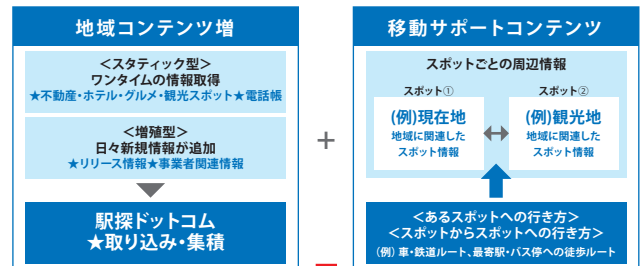 地域コンテンツ増
＜スタティック型＞
ワンタイムの情報取得
★不動産・ホテル・グルメ・観光スポット★電話帳
＜増殖型＞
日々新規情報が追加
★リリース情報★事業者関連情報
駅探ドットコム
★取り込み・集積
+
移動サポートコンテンツ
スポットごとの周辺情報
スポット①
(例)現在地
地域に関連した
スポット情報
スポット②
(例)観光地
地域に関連した
スポット情報
＜あるスポットへの行き方＞
＜スポットからスポットへの行き方＞
(例) 車・鉄道ルート、最寄駅・バス停への徒歩ルート